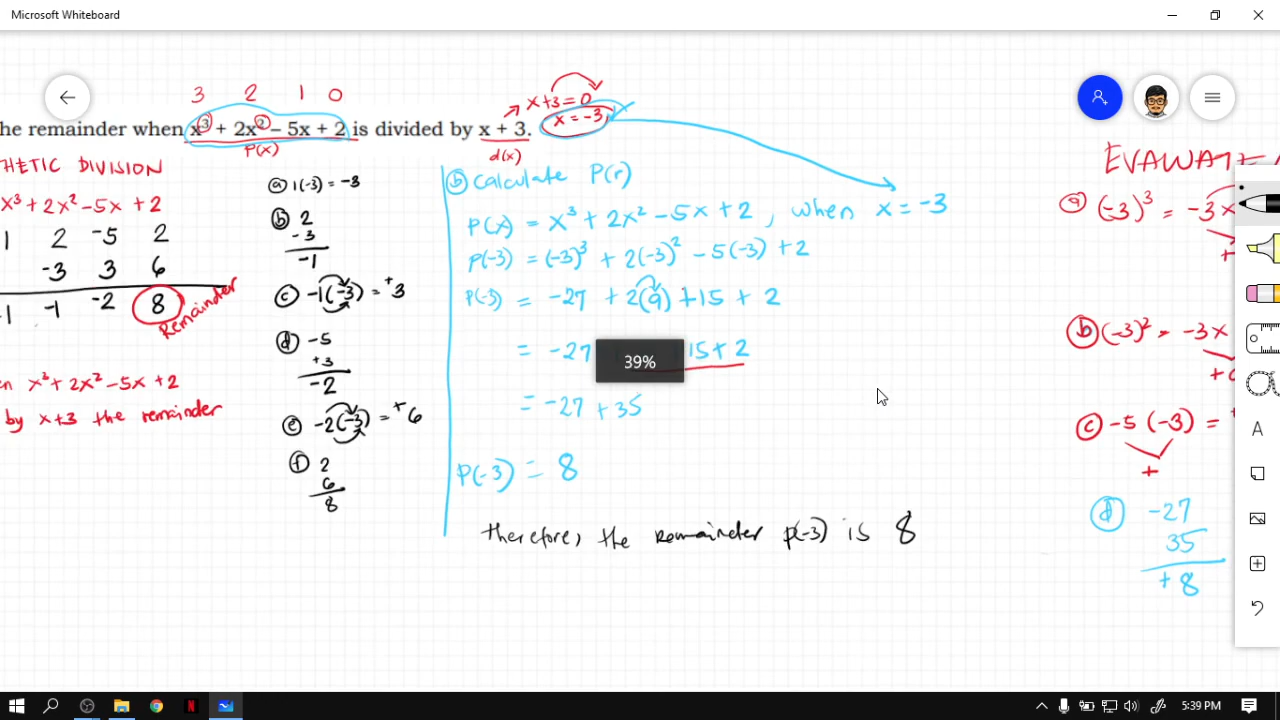 Microsoft Whiteboard
3 2 1 0
x+3=0
he remainder when x³ + 2x² − 5x + 2 is divided by x + 3. x = -3
P(x)
d(x)
HETIC DIVISION
x³ + 2x² -5x + 2
1 2 -5 2
-3 3 6
-1 -1 -2 8
Remainder
en x³ + 2x² -5x +2
by x+3 the remainder
ⓐ 1(-3) = -3
ⓑ 2
-3
-1
ⓒ -1(-3) = +3
ⓓ -5
+3
-2
ⓔ -2(-3) = +6
ⓕ 2
6
8
ⓑ Calculate P(r)
P(x) = x³ + 2x² - 5x + 2, when x = -3
P(-3) = (-3)³ + 2(-3)² - 5(-3) + 2
P(-3) = -27 + 2(9) +15 + 2
= -27 15+2
39%
= -27 +35
P(-3) = 8
therefore, the remainder p(-3) is 8
EVALUATE
ⓐ (-3)³ = -3x
+
ⓑ (-3)² = -3x
+
ⓒ -5 (-3) =
+
ⓓ -27
35
+8
5:39 PM